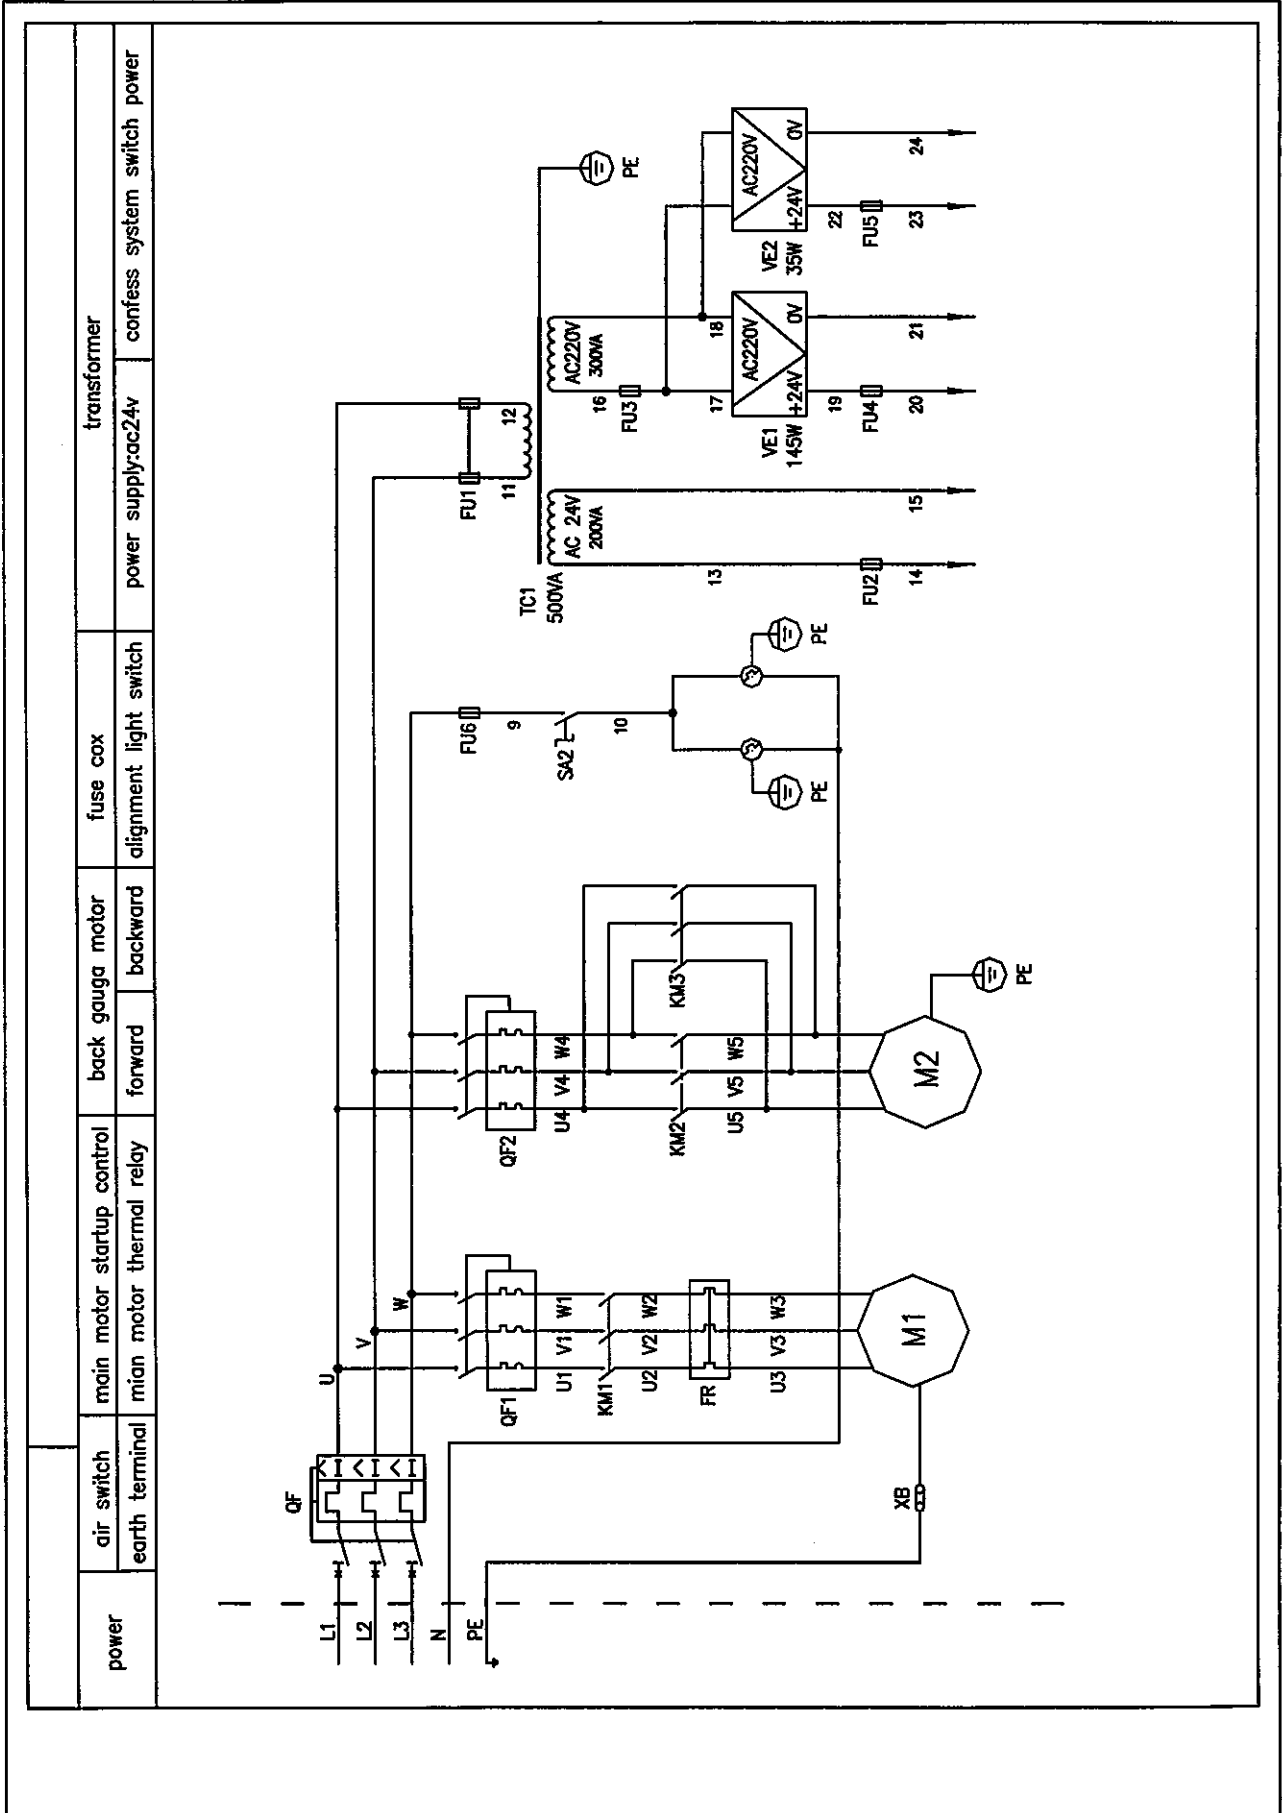 power
air switch
earth terminal
main motor startup control
mian motor thermal relay
back gauga motor
forward
backward
fuse cox
alignment light switch
transformer
power supply:ac24v
confess system switch power
L1
L2
L3
N
PE
QF
U
V
W
QF1
U1
V1
W1
KM1
U2
V2
W2
FR
U3
V3
W3
M1
XB
QF2
U4
V4
W4
KM2
KM3
U5
V5
W5
M2
PE
FU6
9
SA2
10
PE
PE
FU1
11
12
TC1
500VA
AC 24V
200VA
AC220V
300VA
PE
13
FU2
14
15
16
FU3
17
18
VE1
145W
AC220V
+24V
0V
19
FU4
20
21
VE2
35W
AC220V
+24V
0V
22
FU5
23
24